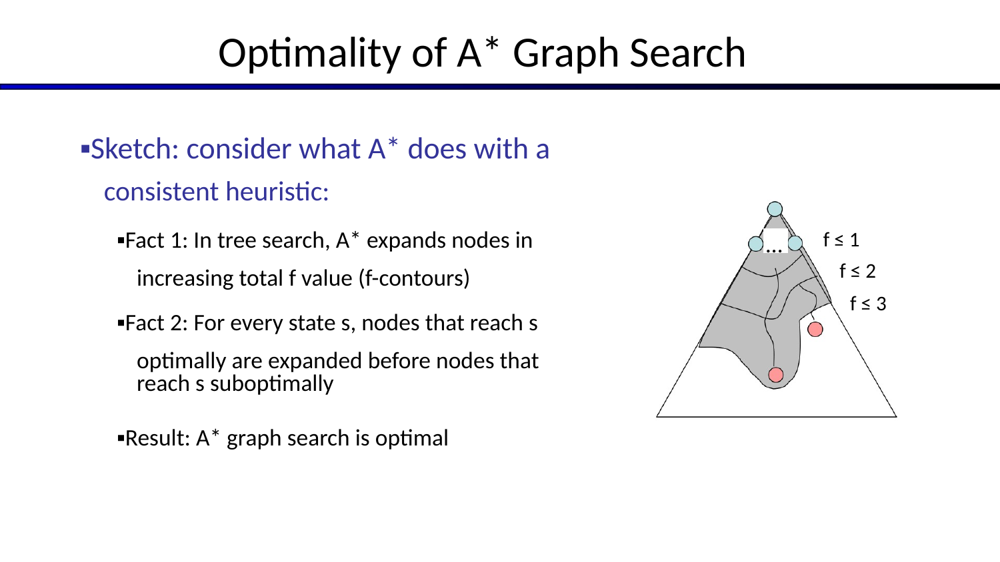 Optimality of A* Graph Search
▪Sketch: consider what A* does with a
consistent heuristic:
▪Fact 1: In tree search, A* expands nodes in
increasing total f value (f-contours)
▪Fact 2: For every state s, nodes that reach s
optimally are expanded before nodes that
reach s suboptimally
▪Result: A* graph search is optimal
…
f ≤ 1
f ≤ 2
f ≤ 3